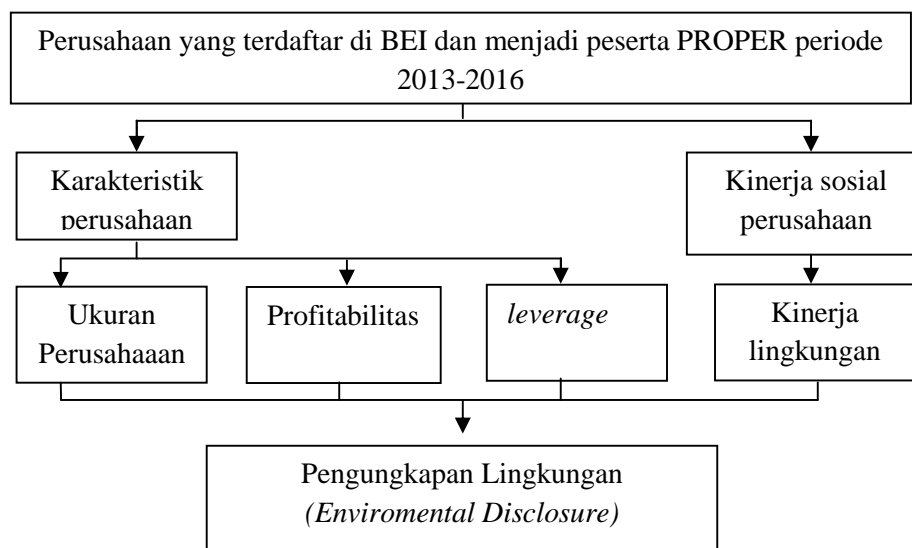 Perusahaan yang terdaftar di BEI dan menjadi peserta PROPER periode
2013-2016
Karakteristik
perusahaan
Kinerja sosial
perusahaan
Ukuran
Perusahaaan
Profitabilitas
leverage
Kinerja
lingkungan
Pengungkapan Lingkungan
(Enviromental Disclosure)